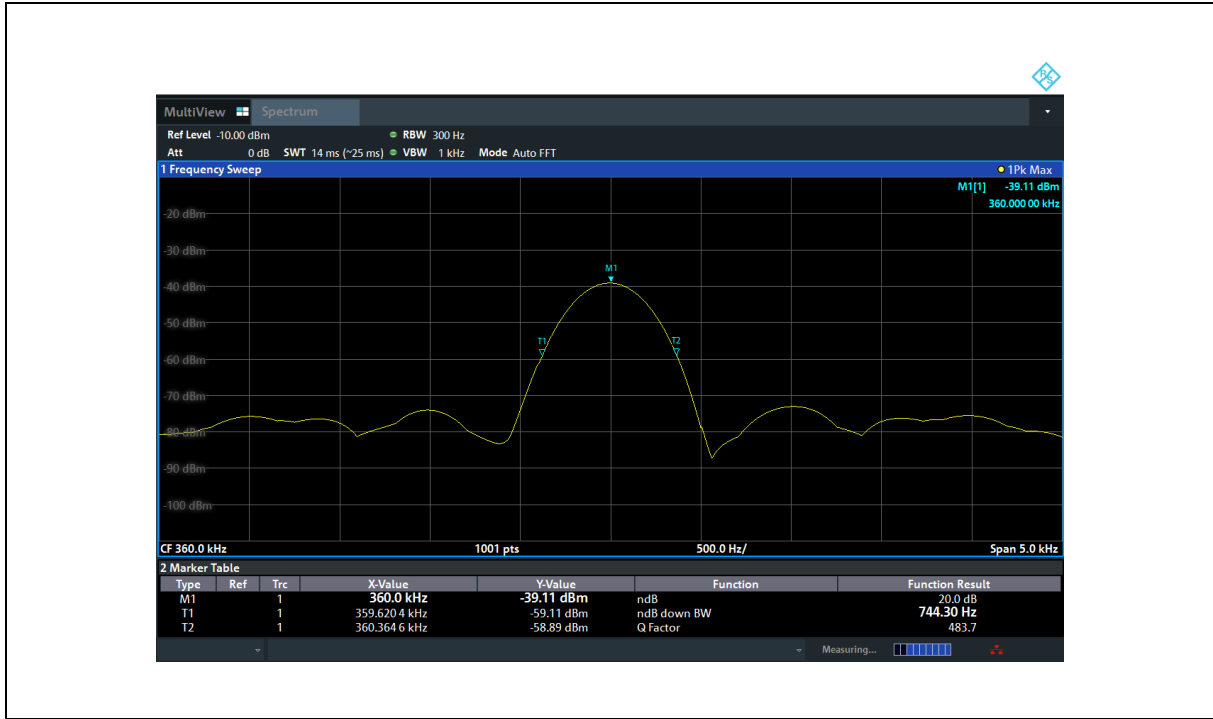 R S
MultiView Spectrum
Ref Level -10.00 dBm RBW 300 Hz
Att 0 dB SWT 14 ms (~25 ms) VBW 1 kHz Mode Auto FFT
1 Frequency Sweep 1Pk Max
M1[1] -39.11 dBm
360.000 00 kHz
-20 dBm
-30 dBm
M1
-40 dBm
-50 dBm
T1 T2
-60 dBm
-70 dBm
-80 dBm
-90 dBm
-100 dBm
CF 360.0 kHz 1001 pts 500.0 Hz/ Span 5.0 kHz
2 Marker Table
Type Ref Trc X-Value Y-Value Function Function Result
M1 1 360.0 kHz -39.11 dBm ndB 20.0 dB
T1 1 359.620 4 kHz -59.11 dBm ndB down BW 744.30 Hz
T2 1 360.364 6 kHz -58.89 dBm Q Factor 483.7
Measuring...